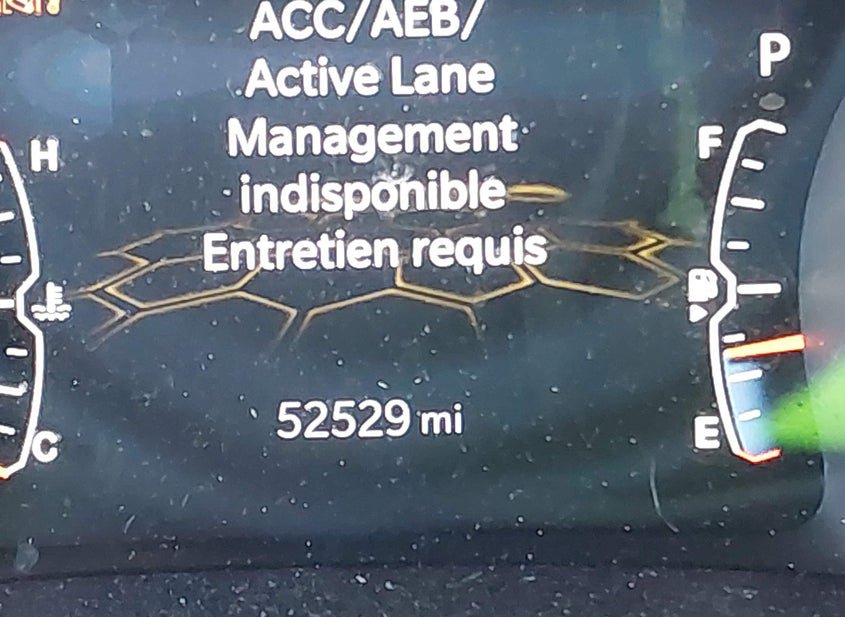 ACC/AEB/
P
Active Lane
Management
H
F
indisponible
Entretien requis
52529 mi
E
C